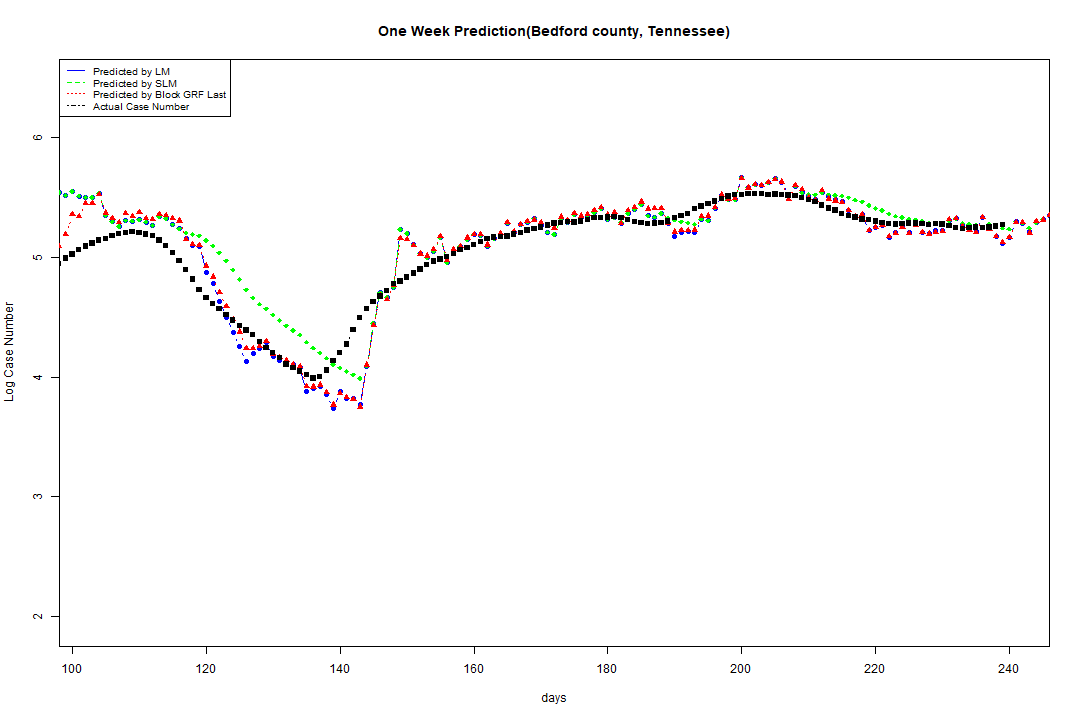 One Week Prediction(Bedford county, Tennessee)
Predicted by LM
Predicted by SLM
Predicted by Block GRF Last
Actual Case Number
6
5
4
3
2
Log Case Number
100 120 140 160 180 200 220 240
days